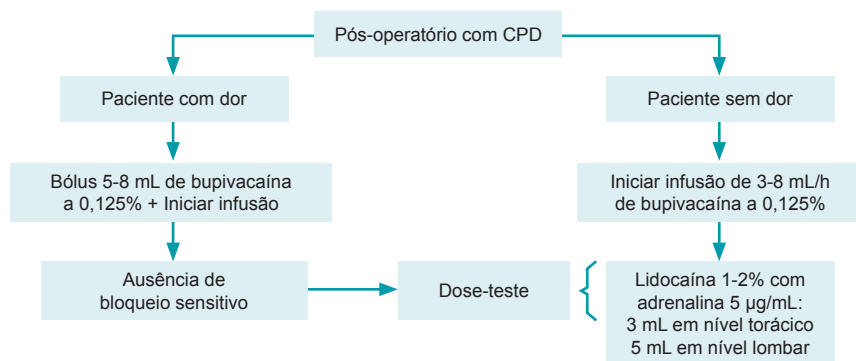 Pós-operatório com CPD
Paciente com dor
Paciente sem dor
Bólus 5-8 mL de bupivacaína
a 0,125% + Iniciar infusão
Iniciar infusão de 3-8 mL/h
de bupivacaína a 0,125%
Ausência de
bloqueio sensitivo
Dose-teste
Lidocaína 1-2% com
adrenalina 5 µg/mL:
3 mL em nível torácico
5 mL em nível lombar